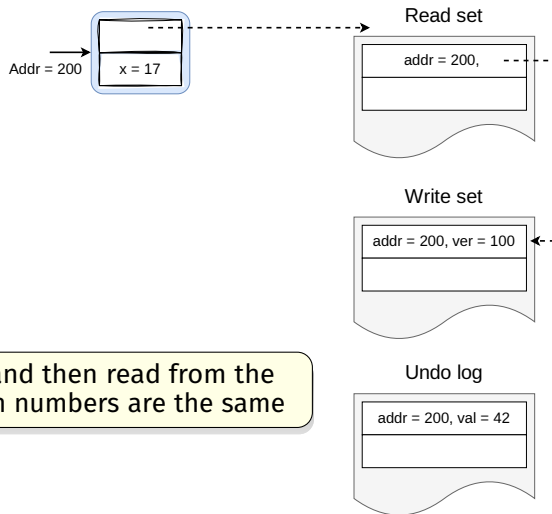 Read set
addr = 200,
Addr = 200
x = 17
Write set
addr = 200, ver = 100
and then read from the
numbers are the same
Undo log
addr = 200, val = 42